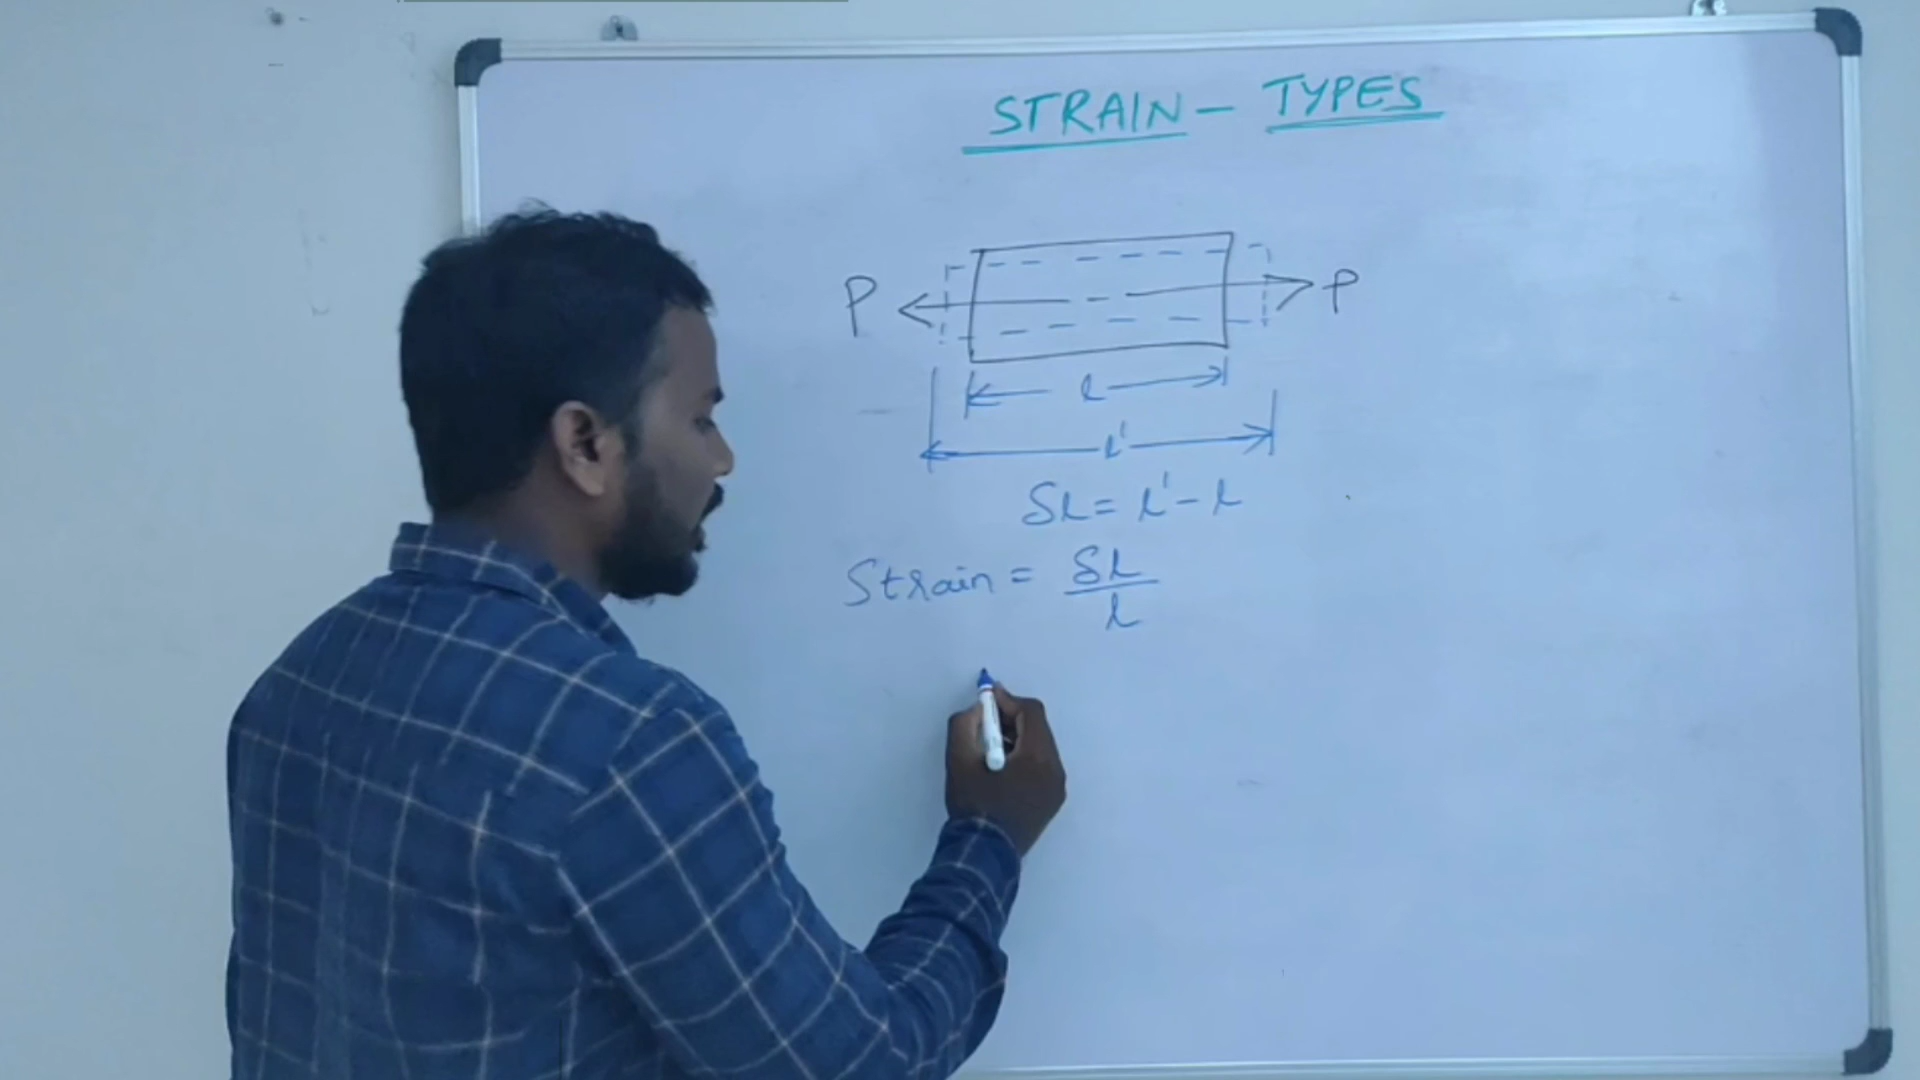 STRAIN - TYPES
P P
l
l'
δl = l' - l
Strain = δl / l